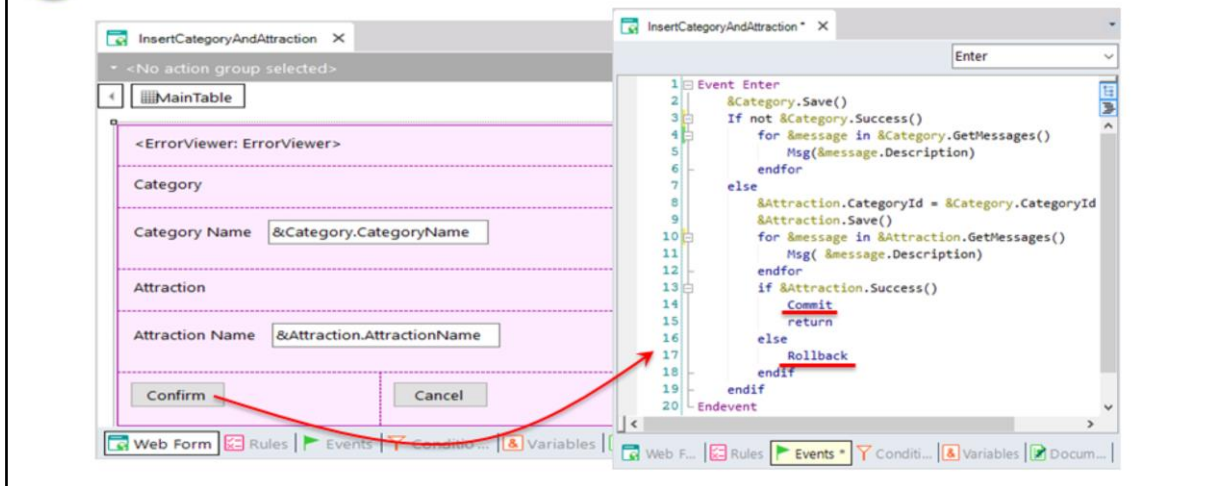 InsertCategoryAndAttraction
<No action group selected>
MainTable
<ErrorViewer: ErrorViewer>
Category
Category Name &Category.CategoryName
Attraction
Attraction Name &Attraction.AttractionName
Confirm Cancel
Web Form Rules Events Conditio... Variables
InsertCategoryAndAttraction *
Enter
1 Event Enter
2 &Category.Save()
3 If not &Category.Success()
4 for &message in &Category.GetMessages()
5 Msg(&message.Description)
6 endfor
7 else
8 &Attraction.CategoryId = &Category.CategoryId
9 &Attraction.Save()
10 for &message in &Attraction.GetMessages()
11 Msg( &message.Description)
12 endfor
13 if &Attraction.Success()
14 Commit
15 return
16 else
17 Rollback
18 endif
19 endif
20 Endevent
Web F... Rules Events * Conditi... Variables Docum...